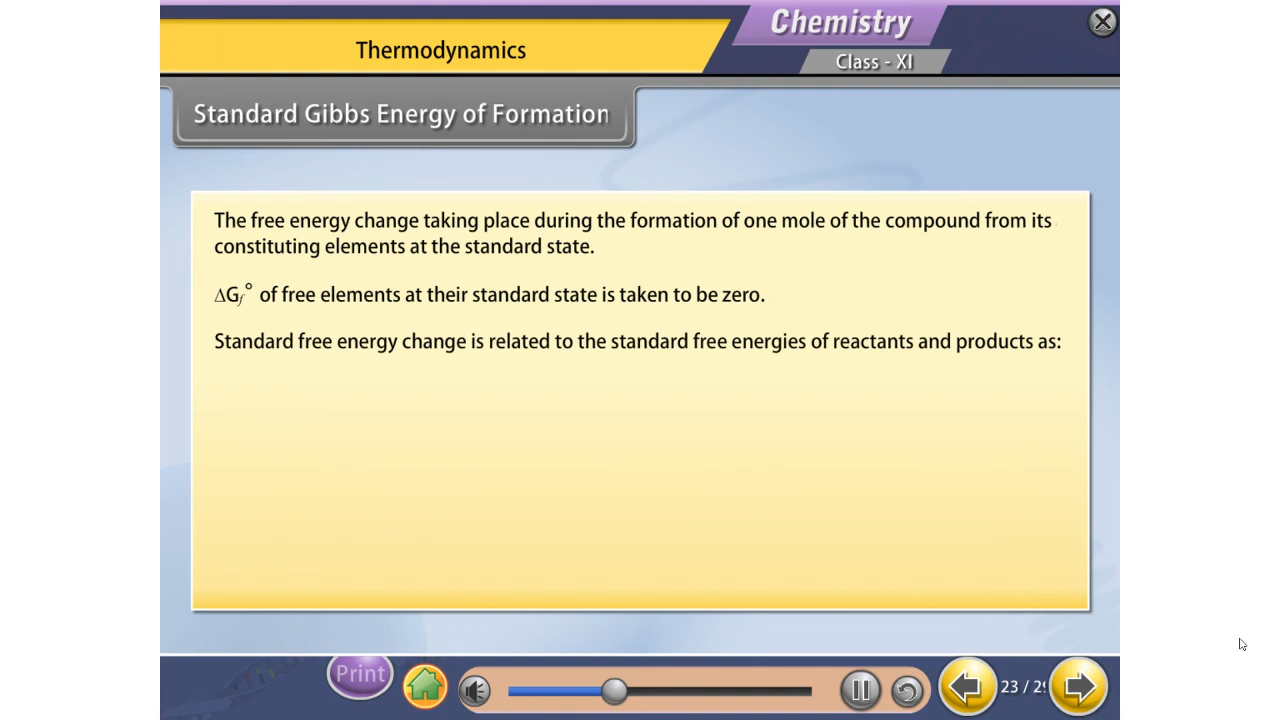 Chemistry
Thermodynamics
Class - XI
Standard Gibbs Energy of Formation
The free energy change taking place during the formation of one mole of the compound from its
constituting elements at the standard state.
ΔGf° of free elements at their standard state is taken to be zero.
Standard free energy change is related to the standard free energies of reactants and products as:
Print
23 / 29